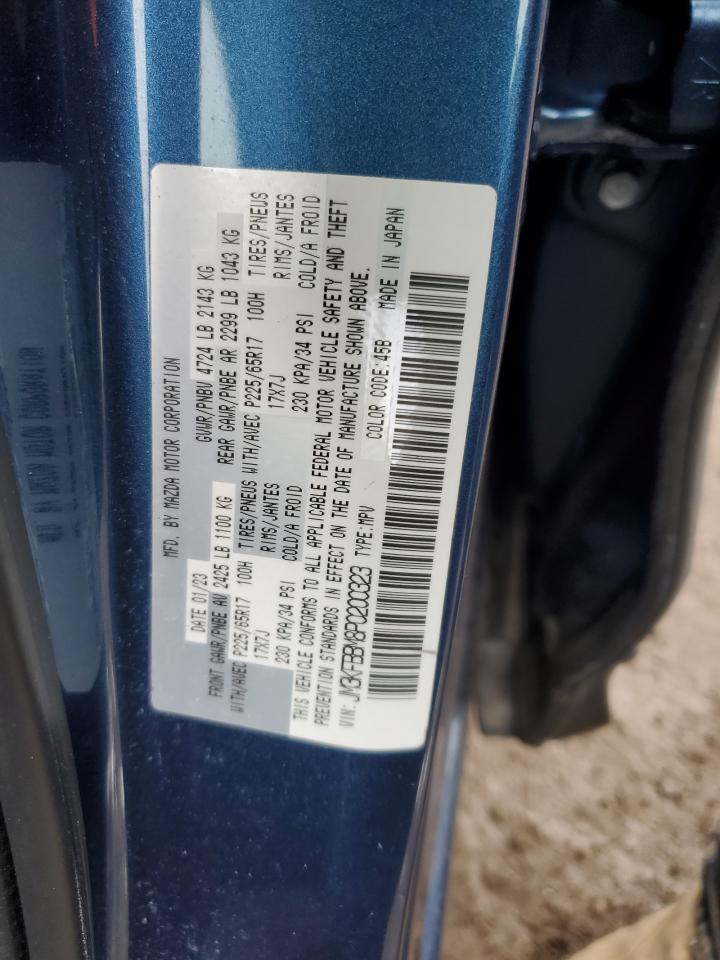 MFD. BY MAZDA MOTOR CORPORATION
DATE 01/23 GVWR/PNBV 4724 LB 2143 KG
FRONT GAWR/PNBE AV 2425 LB 1100 KG REAR GAWR/PNBE AR 2299 LB 1043 KG
WITH/AVEC P225/65R17 100H TIRES/PNEUS WITH/AVEC P225/65R17 100H TIRES/PNEUS
17X7J RIMS/JANTES 17X7J RIMS/JANTES
230 KPA/34 PSI COLD/A FROID 230 KPA/34 PSI COLD/A FROID
THIS VEHICLE CONFORMS TO ALL APPLICABLE FEDERAL MOTOR VEHICLE SAFETY AND THEFT
PREVENTION STANDARDS IN EFFECT ON THE DATE OF MANUFACTURE SHOWN ABOVE.
VIN: JM3KFBBM8P0200323 TYPE:MPV COLOR CODE:45B MADE IN JAPAN